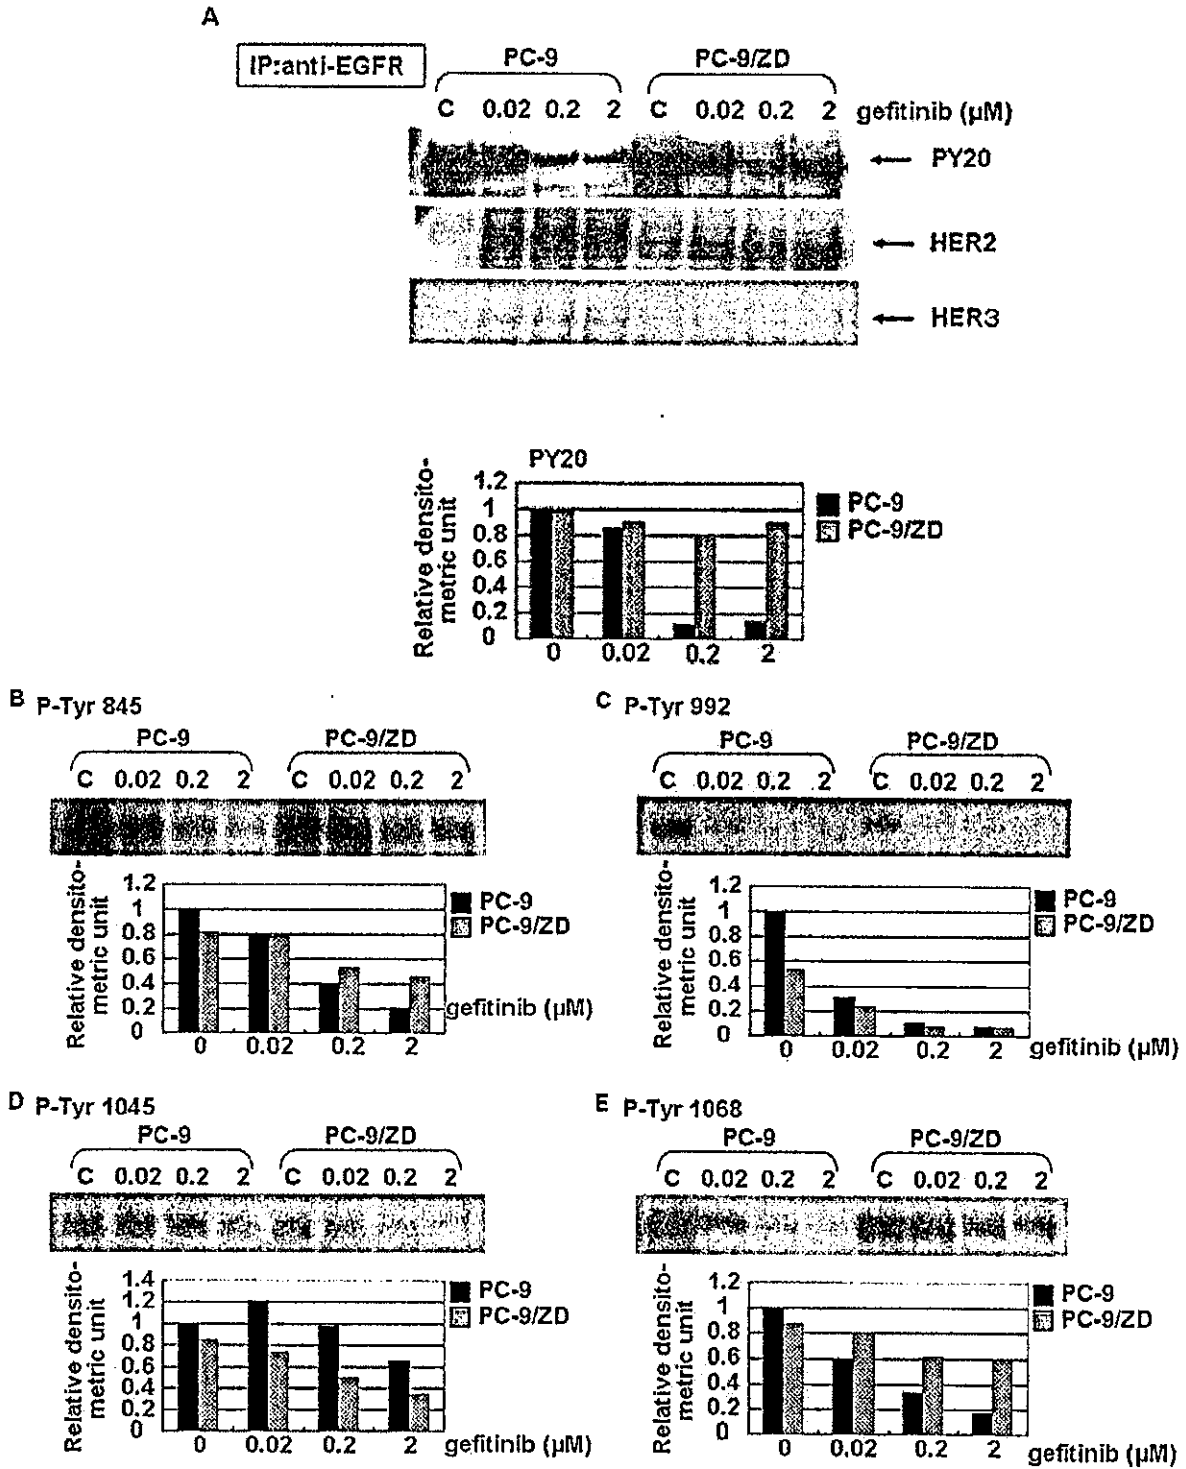 A
IP:anti-EGFR
PC-9 PC-9/ZD
C 0.02 0.2 2 C 0.02 0.2 2 gefitinib (µM)
PY20
HER2
HER3
PY20
Relative densito-
metric unit
1.2
1
0.8
0.6
0.4
0.2
0
0 0.02 0.2 2
PC-9
PC-9/ZD
B P-Tyr 845
PC-9 PC-9/ZD
C 0.02 0.2 2 C 0.02 0.2 2
Relative densito-
metric unit
1.2
1
0.8
0.6
0.4
0.2
0
0 0.02 0.2 2
PC-9
PC-9/ZD
gefitinib (µM)
C P-Tyr 992
PC-9 PC-9/ZD
C 0.02 0.2 2 C 0.02 0.2 2
Relative densito-
metric unit
1.2
1
0.8
0.6
0.4
0.2
0
0 0.02 0.2 2 gefitinib (µM)
PC-9
PC-9/ZD
D P-Tyr 1045
PC-9 PC-9/ZD
C 0.02 0.2 2 C 0.02 0.2 2
Relative densito-
metric unit
1.4
1.2
1
0.8
0.6
0.4
0.2
0
0 0.02 0.2 2 gefitinib (µM)
PC-9
PC-9/ZD
E P-Tyr 1068
PC-9 PC-9/ZD
C 0.02 0.2 2 C 0.02 0.2 2
Relative densito-
metric unit
1.2
1
0.8
0.6
0.4
0.2
0
0 0.02 0.2 2 gefitinib (µM)
PC-9
PC-9/ZD